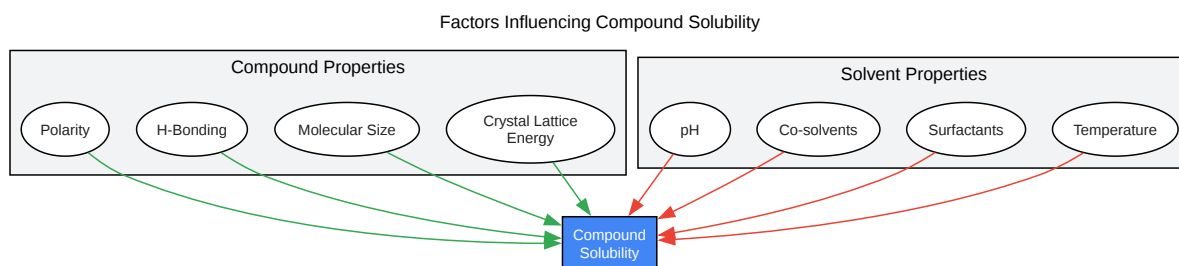 Factors Influencing Compound Solubility
Compound Properties
Solvent Properties
Polarity
H-Bonding
Molecular Size
Crystal Lattice
Energy
pH
Co-solvents
Surfactants
Temperature
Compound
Solubility